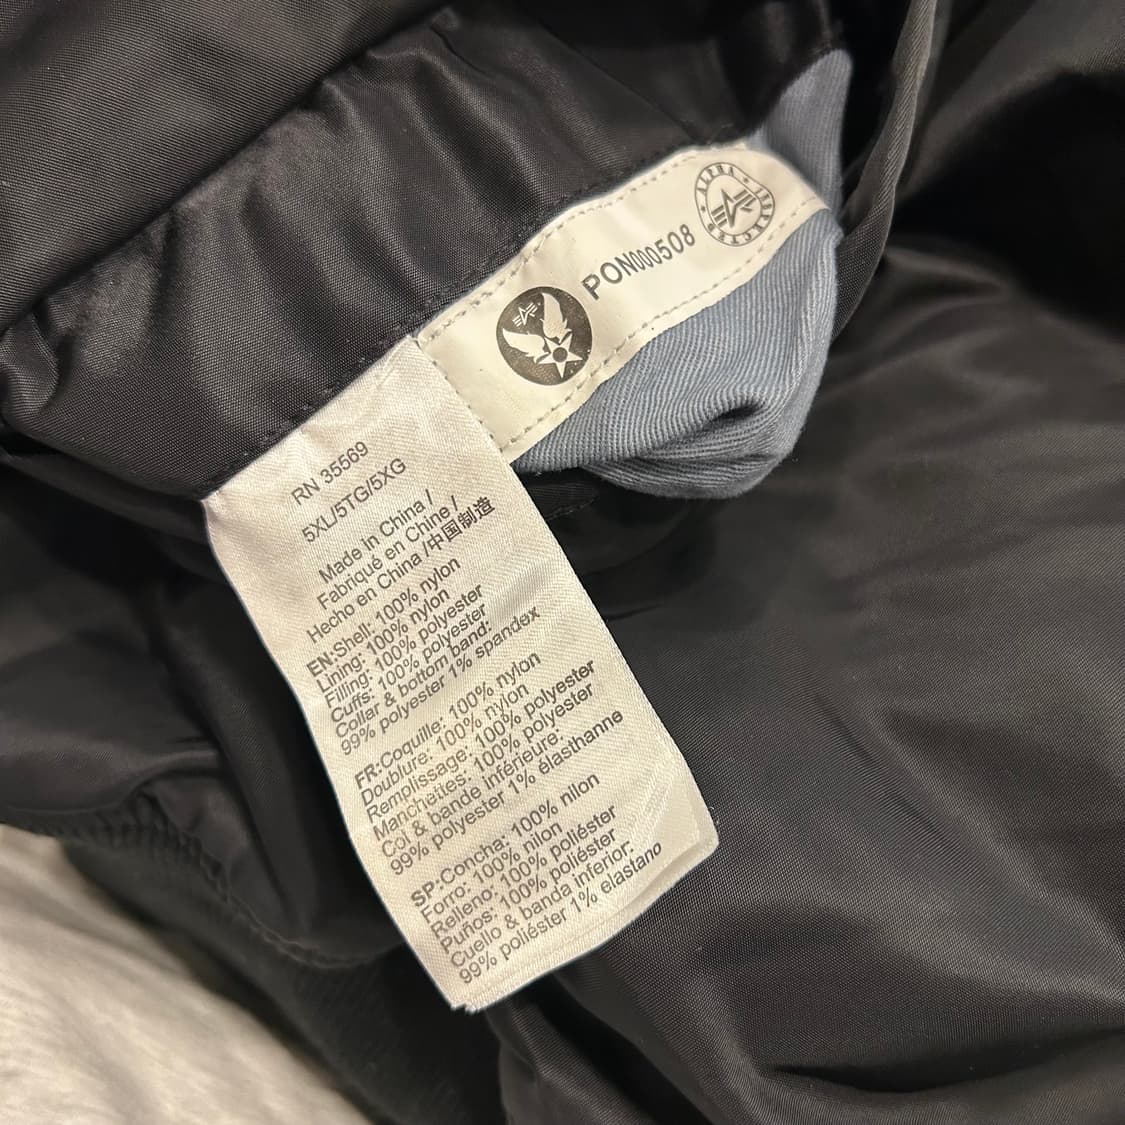 ALPHA INSPECTED
PON000508
RN 35569
5XL/5TG/5XG
Made in China /
Fabriqué en Chine /
Hecho en China /中国制造
EN:Shell: 100% nylon
Lining: 100% nylon
Filling: 100% polyester
Cuffs: 100% polyester
Collar & bottom band:
99% polyester 1% spandex
FR:Coquille: 100% nylon
Doublure: 100% nylon
Remplissage: 100% polyester
Manchettes: 100% polyester
Col & bande inférieure:
99% polyester 1% élasthanne
SP:Concha: 100% nilon
Forro: 100% nilon
Relleno: 100% poliéster
Puños: 100% poliéster
Cuello & banda inferior:
99% poliéster 1% elastano